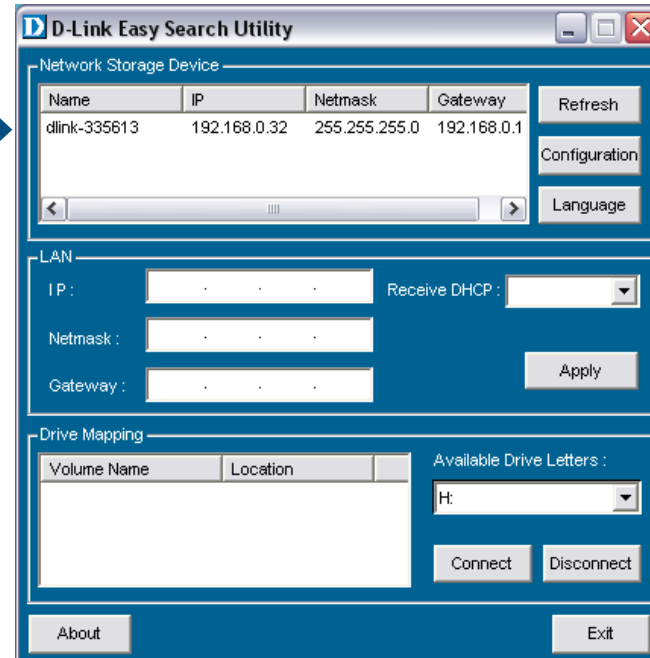 D D-Link Easy Search Utility
Network Storage Device
Name IP Netmask Gateway
dlink-335613 192.168.0.32 255.255.255.0 192.168.0.1
Refresh
Configuration
Language
LAN
IP: . . .
Receive DHCP :
Netmask : . . .
Gateway : . . .
Apply
Drive Mapping
Volume Name Location
Available Drive Letters :
H:
Connect Disconnect
About Exit